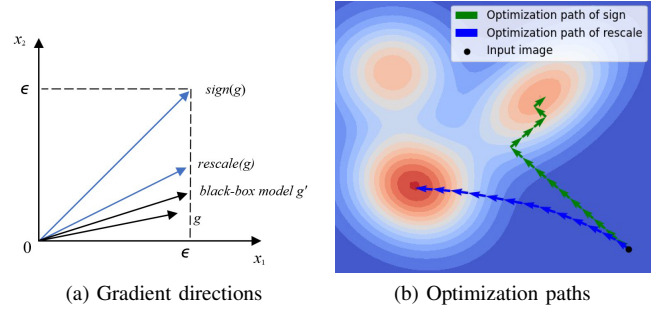 x₂
ϵ
sign(g)
rescale(g)
black-box model g'
g
0
ϵ
x₁
(a) Gradient directions
Optimization path of sign
Optimization path of rescale
Input image
(b) Optimization paths